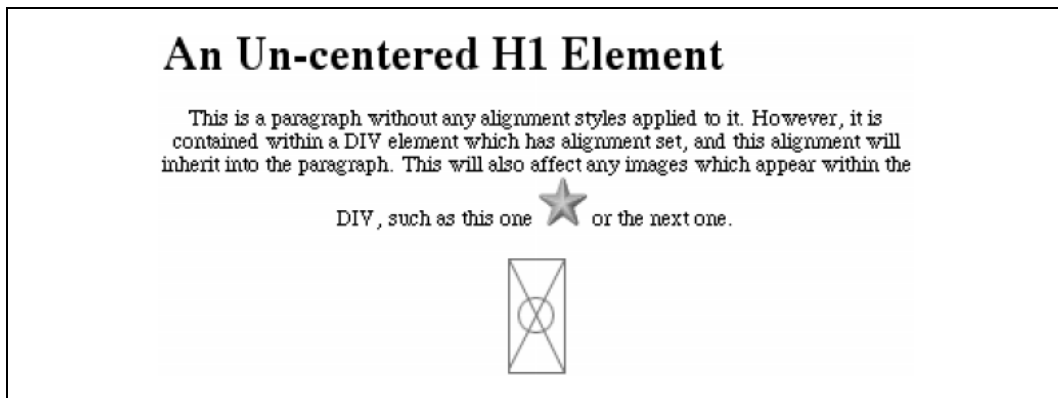 An Un-centered H1 Element
This is a paragraph without any alignment styles applied to it. However, it is
contained within a DIV element which has alignment set, and this alignment will
inherit into the paragraph. This will also affect any images which appear within the
DIV, such as this one or the next one.